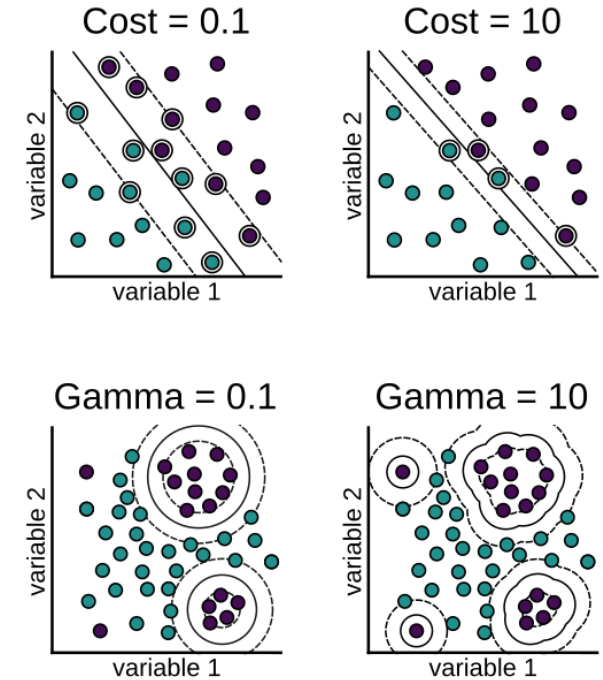 Cost = 0.1
Cost = 10
variable 2
variable 1
variable 2
variable 1
Gamma = 0.1
Gamma = 10
variable 2
variable 1
variable 2
variable 1